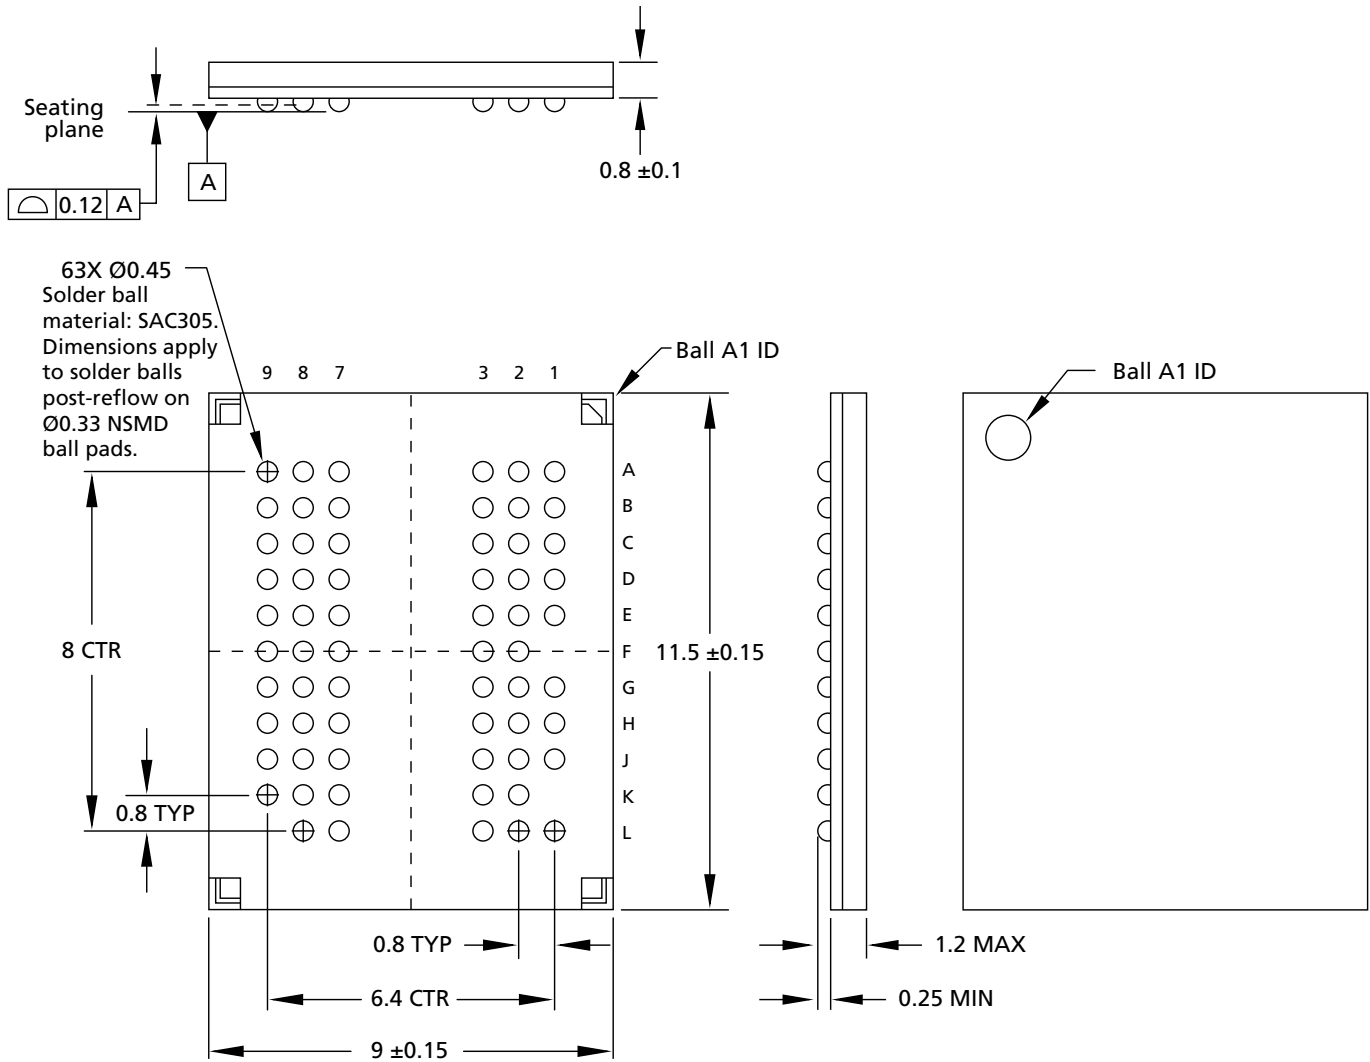 Seating
plane
0.12 A
A
0.8 ±0.1
63X Ø0.45
Solder ball
material: SAC305.
Dimensions apply
to solder balls
post-reflow on
Ø0.33 NSMD
ball pads.
9 8 7 3 2 1
Ball A1 ID
Ball A1 ID
A
B
C
D
E
F
G
H
J
K
L
8 CTR
11.5 ±0.15
0.8 TYP
0.8 TYP
1.2 MAX
6.4 CTR
0.25 MIN
9 ±0.15